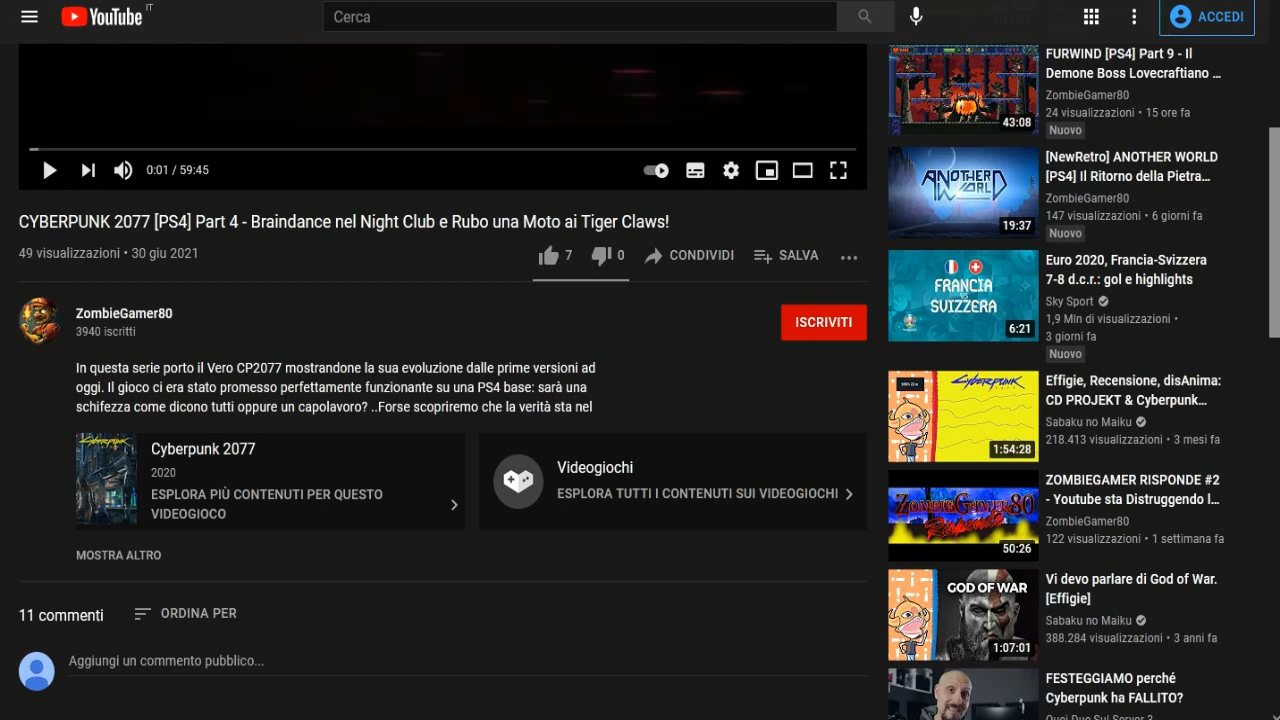 YouTube IT
Cerca
ACCEDI
0:01 / 59:45
CYBERPUNK 2077 [PS4] Part 4 - Braindance nel Night Club e Rubo una Moto ai Tiger Claws!
49 visualizzazioni • 30 giu 2021
7
0
CONDIVIDI
SALVA
ZombieGamer80
3940 iscritti
ISCRIVITI
In questa serie porto il Vero CP2077 mostrandone la sua evoluzione dalle prime versioni ad
oggi. Il gioco ci era stato promesso perfettamente funzionante su una PS4 base: sarà una
schifezza come dicono tutti oppure un capolavoro? ..Forse scopriremo che la verità sta nel
Cyberpunk 2077
2020
ESPLORA PIÙ CONTENUTI PER QUESTO
VIDEOGIOCO
Videogiochi
ESPLORA TUTTI I CONTENUTI SUI VIDEOGIOCHI
MOSTRA ALTRO
11 commenti
ORDINA PER
Aggiungi un commento pubblico...
43:08
FURWIND [PS4] Part 9 - Il
Demone Boss Lovecraftiano ...
ZombieGamer80
24 visualizzazioni • 15 ore fa
Nuovo
ANOTHER
WORLD
19:37
[NewRetro] ANOTHER WORLD
[PS4] Il Ritorno della Pietra...
ZombieGamer80
147 visualizzazioni • 6 giorni fa
Nuovo
FRANCIA
VS
SVIZZERA
6:21
Euro 2020, Francia-Svizzera
7-8 d.c.r.: gol e highlights
Sky Sport
1,9 Mln di visualizzazioni •
3 giorni fa
Nuovo
CYBERPUNK
1:54:28
Effigie, Recensione, disAnima:
CD PROJEKT & Cyberpunk...
Sabaku no Maiku
218.413 visualizzazioni • 3 mesi fa
ZOMBIEGAMER80
Risponde
50:26
ZOMBIEGAMER RISPONDE #2
- Youtube sta Distruggendo l...
ZombieGamer80
122 visualizzazioni • 1 settimana fa
GOD OF WAR
1:07:01
Vi devo parlare di God of War.
[Effigie]
Sabaku no Maiku
388.284 visualizzazioni • 3 anni fa
FESTEGGIAMO perché
Cyberpunk ha FALLITO?
Quei Due Sul Server 3